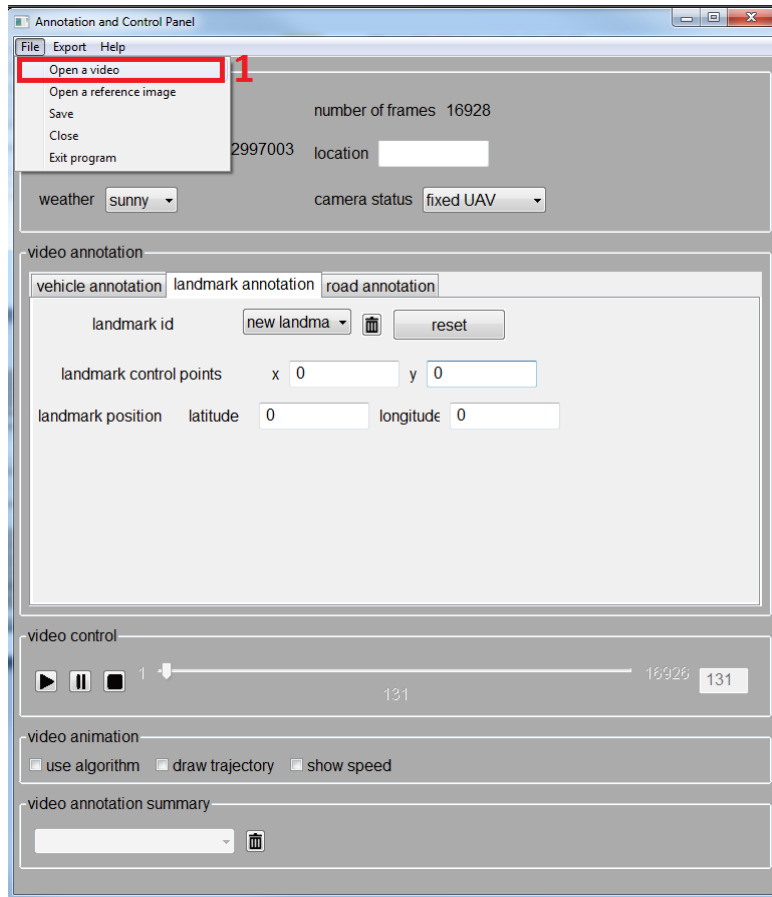 Annotation and Control Panel
File Export Help
Open a video 1
Open a reference image
Save
Close
Exit program
number of frames 16928
2997003 location
weather sunny camera status fixed UAV
video annotation
vehicle annotation landmark annotation road annotation
landmark id new landma reset
landmark control points x 0 y 0
landmark position latitude 0 longitude 0
video control
1 16926 131
131
video animation
use algorithm draw trajectory show speed
video annotation summary